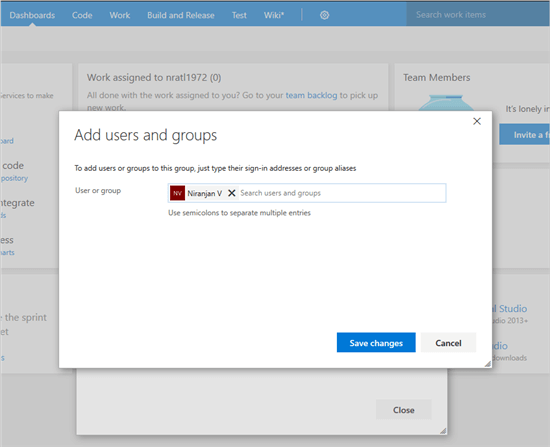 Dashboards Code Work Build and Release Test Wiki* Search work items
Services to make
Work assigned to nratl1972 (0)
All done with the work assigned to you? Go to your team backlog to pick up
new work.
Team Members
It's lonely in
Invite a f
Add users and groups
To add users or groups to this group, just type their sign-in addresses or group aliases
User or group
NV Niranjan V Search users and groups
Use semicolons to separate multiple entries
Save changes Cancel
code
pository
ntegrate
ess
arts
e the sprint
et
al Studio
dio 2013+
dio
downloads
Close